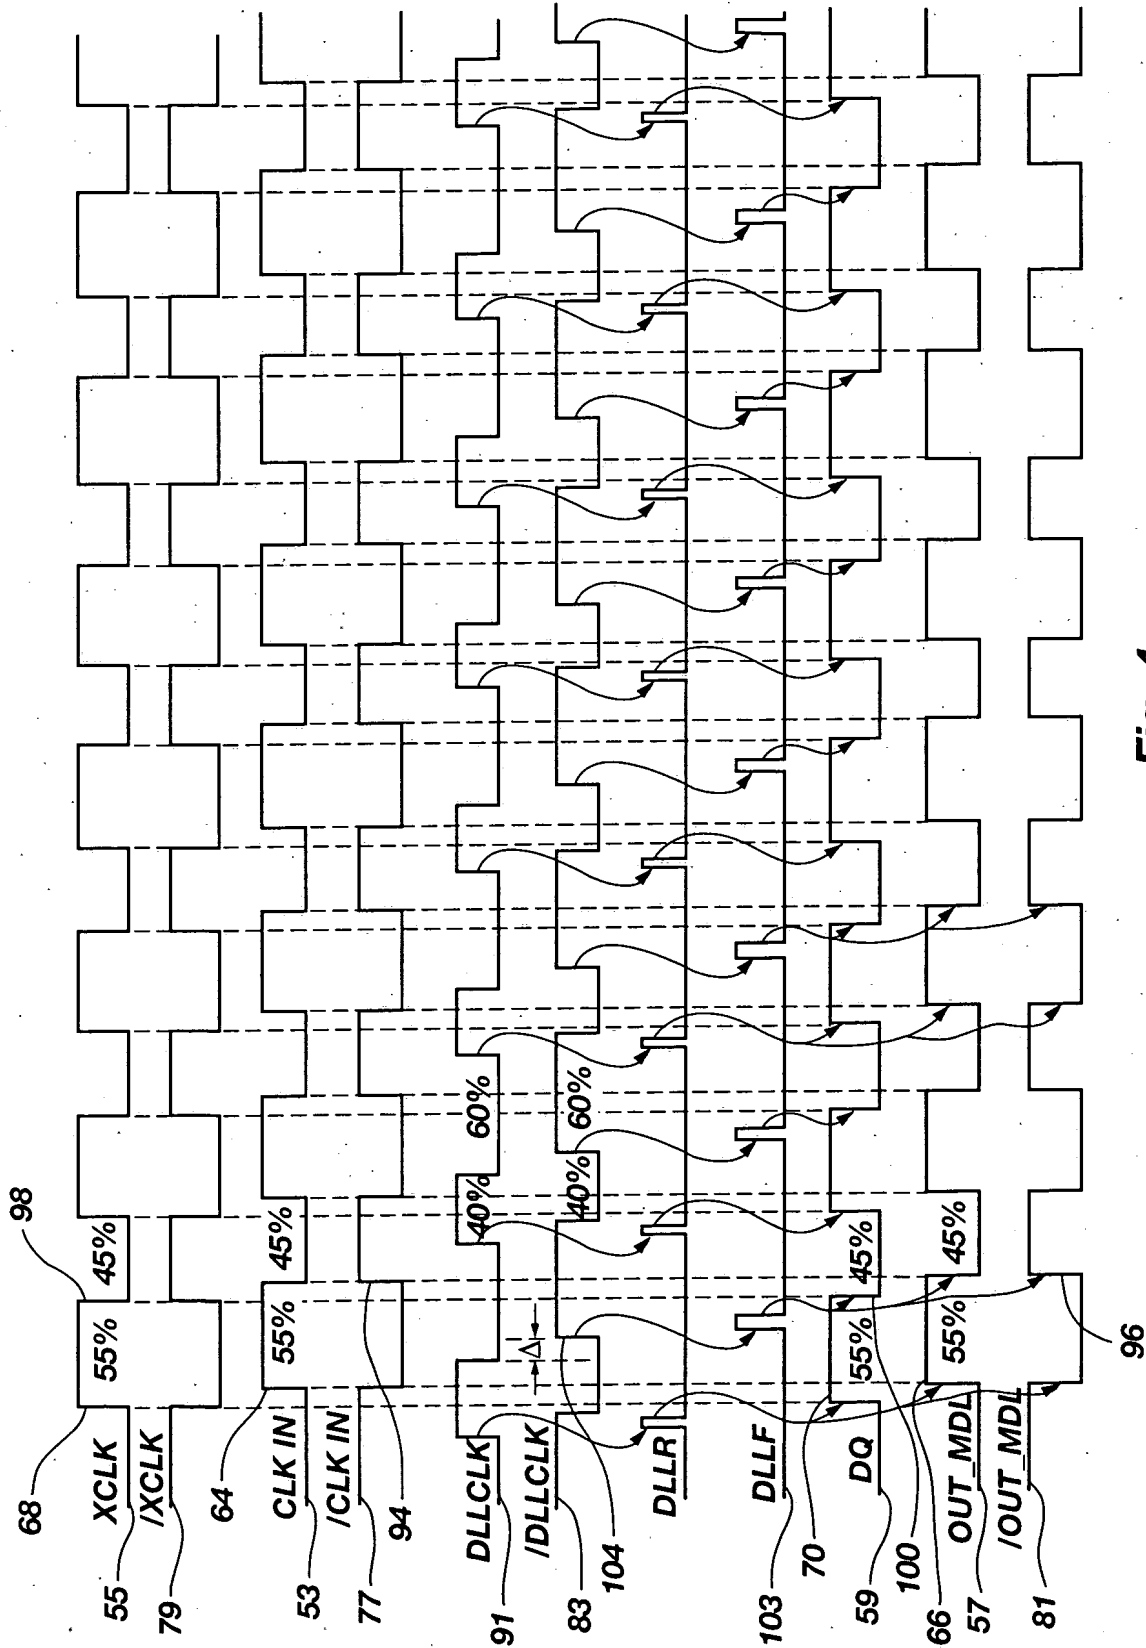 68
98
XCLK
55% 45%
55
/XCLK
79
64
CLK IN
55% 45%
53
/CLK IN
77
94
DLLCLK
40% 60%
91
/DLLCLK
Δ
40% 60%
83
104
DLLR
DLLF
103
70
DQ
55% 45%
59
100
66
OUT_MDL
55% 45%
57
/OUT_MDL
81
96